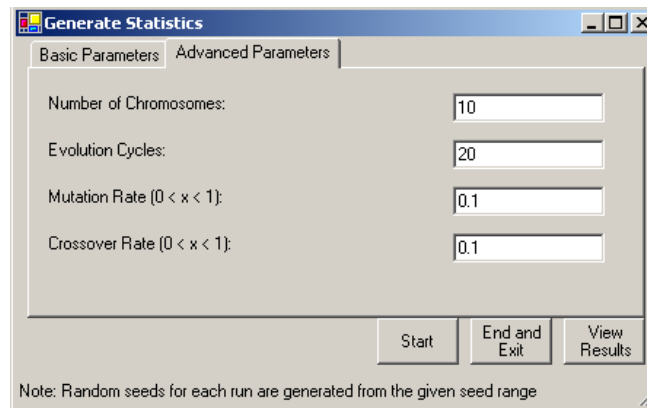 Generate Statistics
Basic Parameters Advanced Parameters
Number of Chromosomes: 10
Evolution Cycles: 20
Mutation Rate (0 < x < 1): 0.1
Crossover Rate (0 < x < 1): 0.1
Start
End and
Exit
View
Results
Note: Random seeds for each run are generated from the given seed range